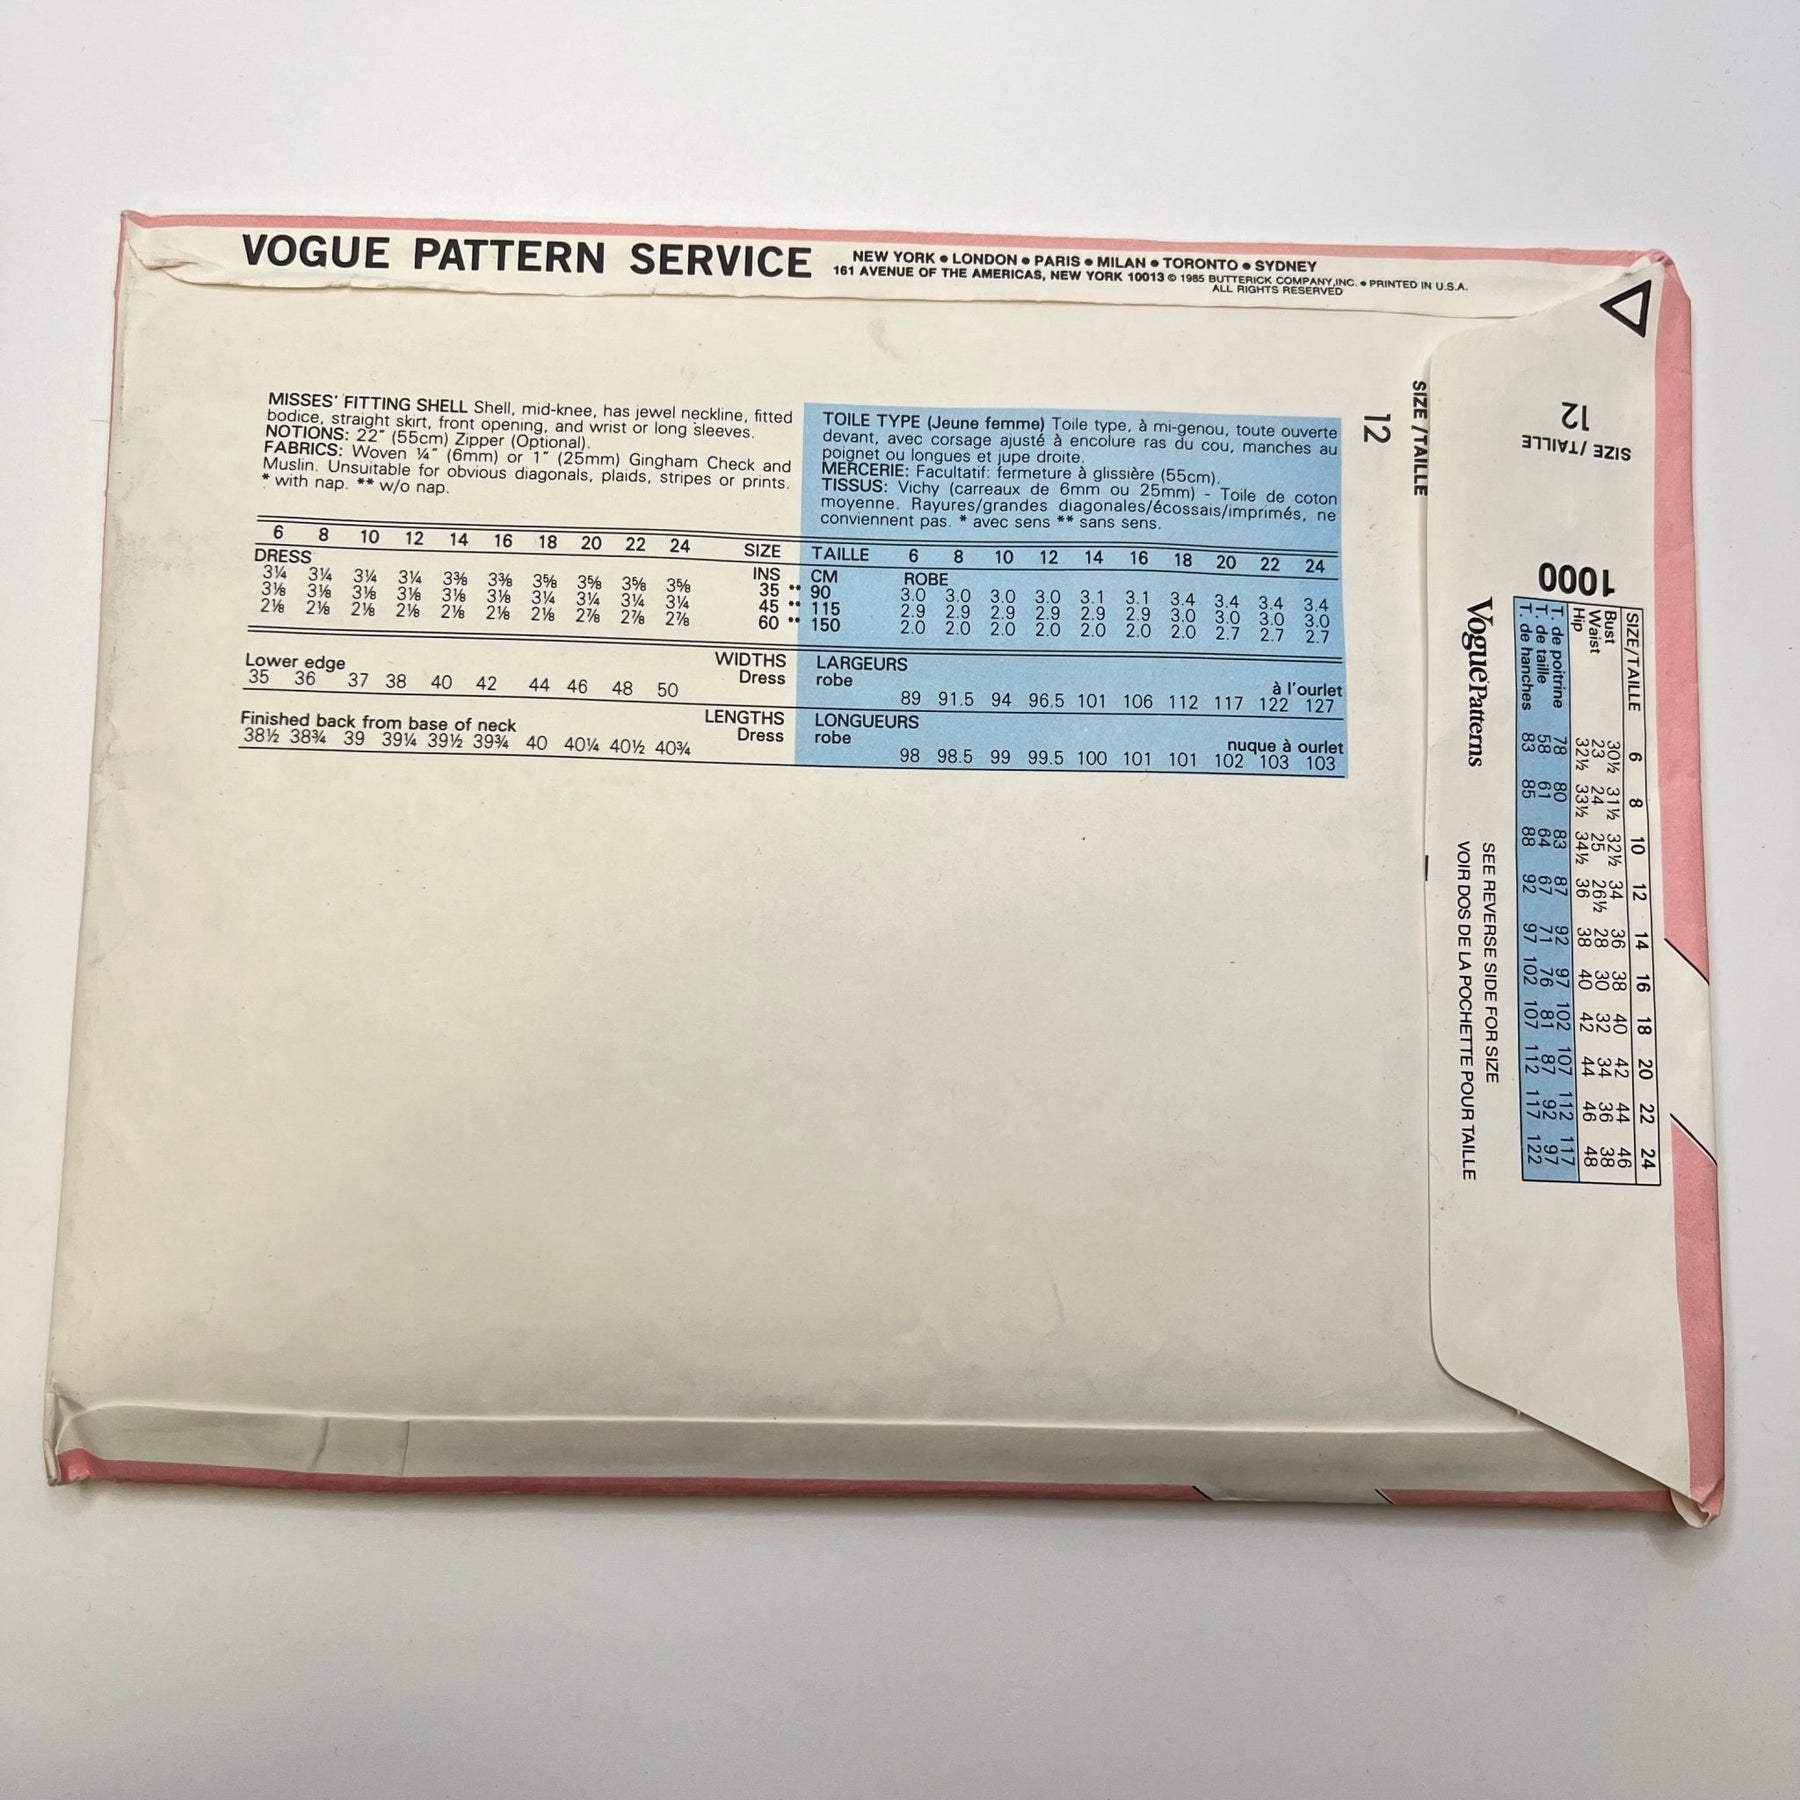 VOGUE PATTERN SERVICE
NEW YORK ● LONDON ● PARIS ● MILAN ● TORONTO ● SYDNEY
161 AVENUE OF THE AMERICAS, NEW YORK 10013 © 1985 BUTTERICK COMPANY,INC. ● PRINTED IN U.S.A.
ALL RIGHTS RESERVED
MISSES' FITTING SHELL Shell, mid-knee, has jewel neckline, fitted
bodice, straight skirt, front opening, and wrist or long sleeves.
NOTIONS: 22" (55cm) Zipper (Optional).
FABRICS: Woven ¼" (6mm) or 1" (25mm) Gingham Check and
Muslin. Unsuitable for obvious diagonals, plaids, stripes or prints.
* with nap. ** w/o nap.
6 8 10 12 14 16 18 20 22 24 SIZE
DRESS INS
3¼ 3¼ 3¼ 3¼ 3⅜ 3⅜ 3⅝ 3⅝ 3⅝ 3⅝ 35 **
3⅛ 3⅛ 3⅛ 3⅛ 3⅛ 3⅛ 3¼ 3¼ 3¼ 3¼ 45 **
2⅛ 2⅛ 2⅛ 2⅛ 2⅛ 2⅛ 2⅛ 2⅞ 2⅞ 2⅞ 60 **
WIDTHS
Lower edge Dress
35 36 37 38 40 42 44 46 48 50
LENGTHS
Finished back from base of neck Dress
38½ 38¾ 39 39¼ 39½ 39¾ 40 40¼ 40½ 40¾
TOILE TYPE (Jeune femme) Toile type, à mi-genou, toute ouverte
devant, avec corsage ajusté à encolure ras du cou, manches au
poignet ou longues et jupe droite.
MERCERIE: Facultatif: fermeture à glissière (55cm).
TISSUS: Vichy (carreaux de 6mm ou 25mm) - Toile de coton
moyenne. Rayures/grandes diagonales/écossais/imprimés, ne
conviennent pas. * avec sens ** sans sens.
TAILLE 6 8 10 12 14 16 18 20 22 24
CM ROBE
90 3.0 3.0 3.0 3.0 3.1 3.1 3.4 3.4 3.4 3.4
115 2.9 2.9 2.9 2.9 2.9 2.9 3.0 3.0 3.0 3.0
150 2.0 2.0 2.0 2.0 2.0 2.0 2.0 2.7 2.7 2.7
LARGEURS
robe à l'ourlet
89 91.5 94 96.5 101 106 112 117 122 127
LONGUEURS
robe nuque à ourlet
98 98.5 99 99.5 100 101 101 102 103 103
SIZE /TAILLE
12
SIZE /TAILLE
12
1000
SIZE/TAILLE 6 8 10 12 14 16 18 20 22 24
Bust 30½ 31½ 32½ 34 36 38 40 42 44 46
Waist 23 24 25 26½ 28 30 32 34 36 38
Hip 32½ 33½ 34½ 36 38 40 42 44 46 48
T. de poitrine 78 80 83 87 92 97 102 107 112 117
T. de taille 58 61 64 67 71 76 81 87 92 97
T. de hanches 83 85 88 92 97 102 107 112 117 122
Vogue Patterns
SEE REVERSE SIDE FOR SIZE
VOIR DOS DE LA POCHETTE POUR TAILLE